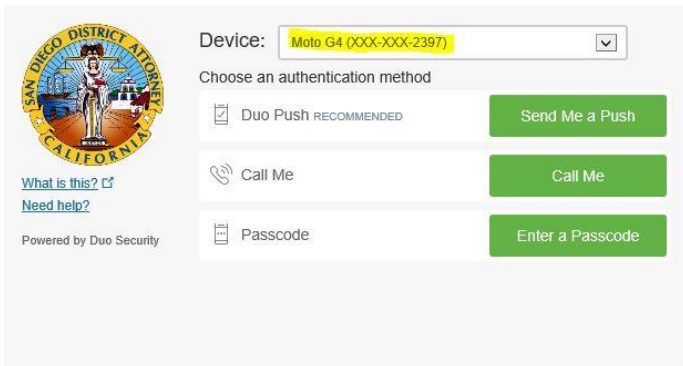 SAN DIEGO DISTRICT ATTORNEY
CALIFORNIA
What is this?
Need help?
Powered by Duo Security
Device: Moto G4 (XXX-XXX-2397)
Choose an authentication method
Duo Push RECOMMENDED Send Me a Push
Call Me Call Me
Passcode Enter a Passcode